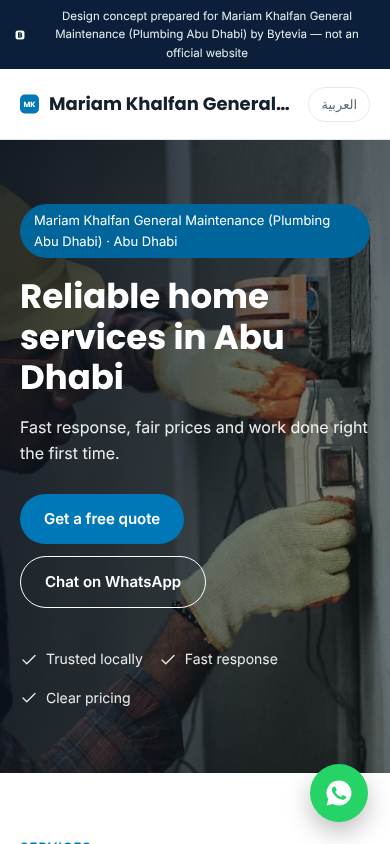 Design concept prepared for Mariam Khalfan General
Maintenance (Plumbing Abu Dhabi) by Bytevia — not an
official website
B
MK
Mariam Khalfan General...
العربية
Mariam Khalfan General Maintenance (Plumbing
Abu Dhabi) · Abu Dhabi
Reliable home
services in Abu
Dhabi
Fast response, fair prices and work done right
the first time.
Get a free quote
Chat on WhatsApp
Trusted locally
Fast response
Clear pricing
SERVICES